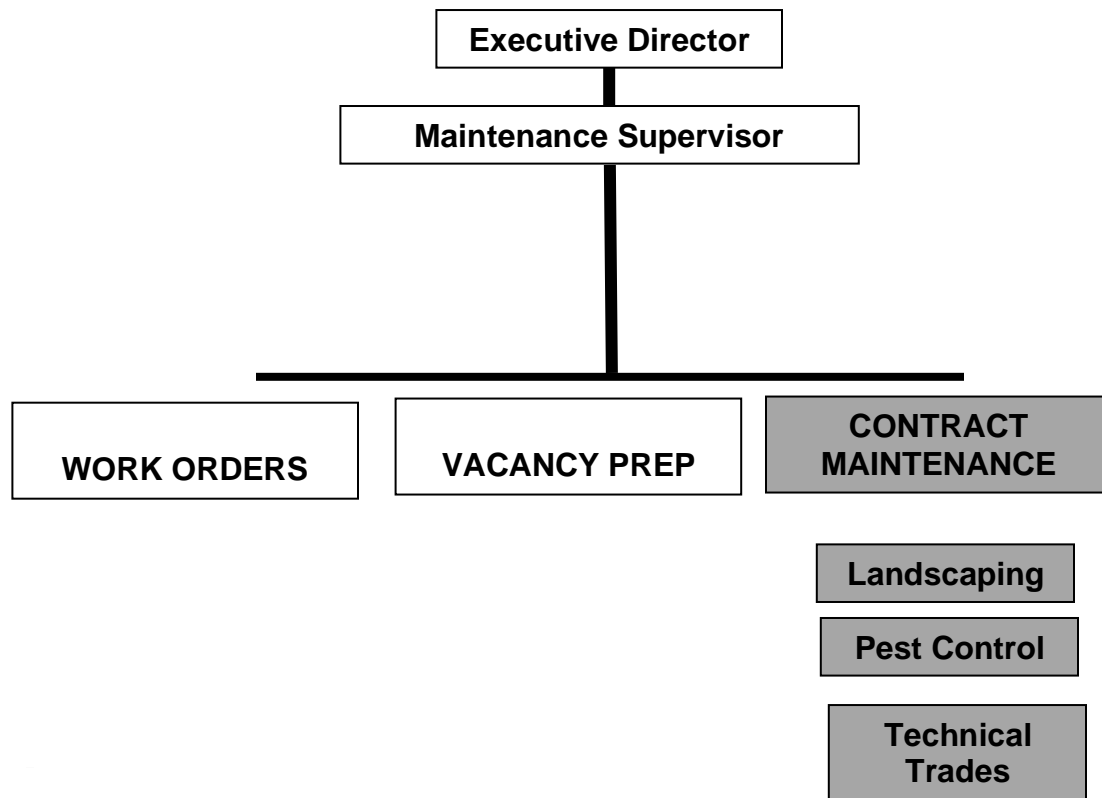 Executive Director
Maintenance Supervisor
WORK ORDERS
VACANCY PREP
CONTRACT
MAINTENANCE
Landscaping
Pest Control
Technical
Trades